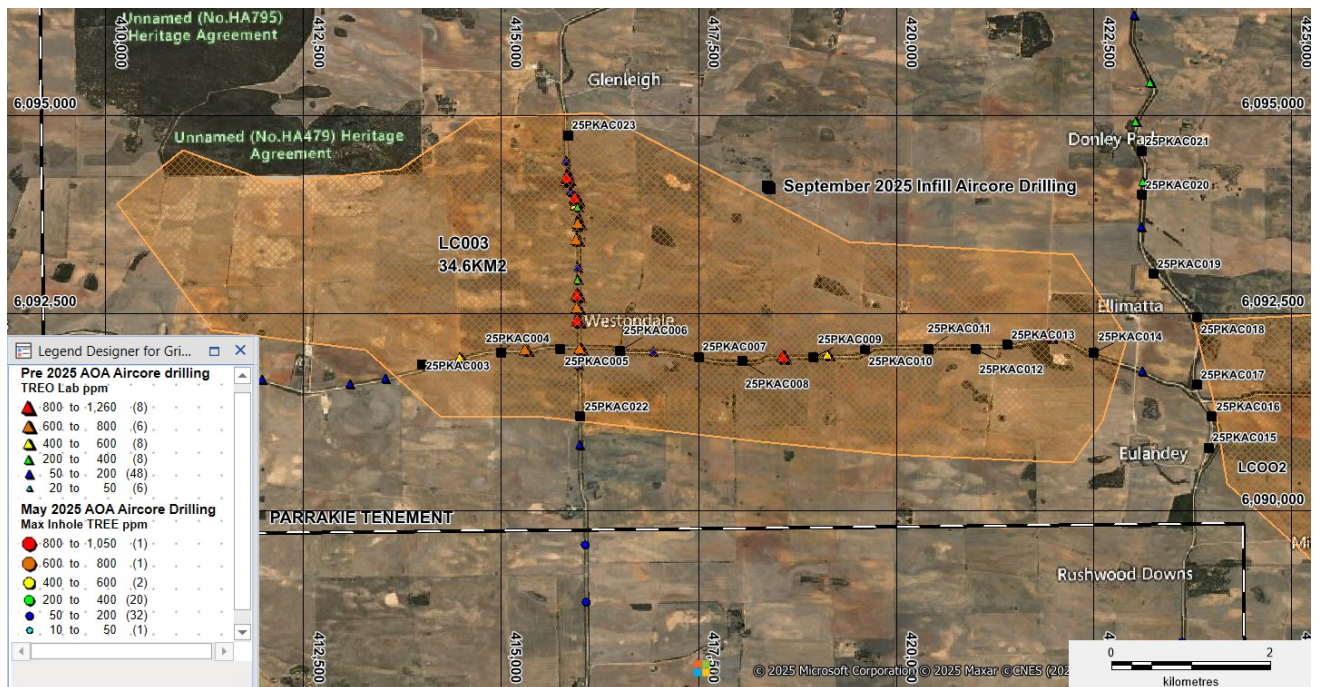 Unnamed (No.HA795)
Heritage Agreement
410,000
412,500
415,000
417,500
420,000
422,500
425,000
Glenleigh
6,095,000
6,095,000
Unnamed (No.HA479) Heritage
Agreement
25PKAC023
25PKAC021
September 2025 Infill Aircore Drilling
25PKAC020
LC003
34.6KM2
25PKAC019
6,092,500
Ellimatta
6,092,500
Westondale
25PKAC004
25PKAC006
25PKAC009
25PKAC011
25PKAC013
25PKAC014
25PKAC018
25PKAC003
25PKAC005
25PKAC007
25PKAC010
25PKAC012
25PKAC008
25PKAC017
25PKAC022
25PKAC016
25PKAC015
Eulandey
LCOO2
6,090,000
PARRAKIE TENEMENT
Rushwood Downs
Legend Designer for Gri...
Pre 2025 AOA Aircore drilling
TREO Lab ppm
800 to 1,260 (8)
600 to 800 (6)
400 to 600 (8)
200 to 400 (8)
50 to 200 (48)
20 to 50 (6)
May 2025 AOA Aircore Drilling
Max Inhole TREE ppm
800 to 1,050 (1)
600 to 800 (1)
400 to 600 (2)
200 to 400 (20)
50 to 200 (32)
10 to 50 (1)
412,500
415,000
417,500
420,000
© 2025 Microsoft Corporation © 2025 Maxar ©CNES (202
0 2
kilometres